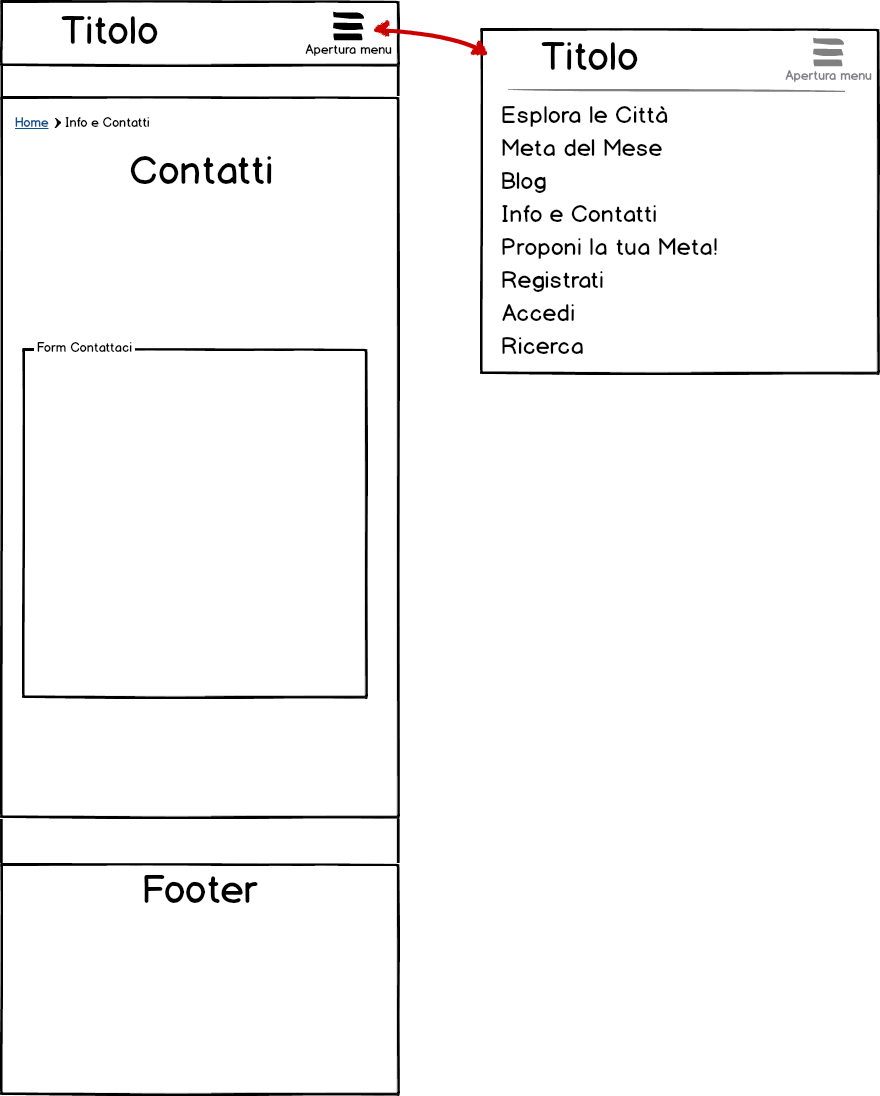 Titolo
Apertura menu
Home > Info e Contatti
Contatti
Form Contattaci
Footer
Titolo
Apertura menu
Esplora le Città
Meta del Mese
Blog
Info e Contatti
Proponi la tua Meta!
Registrati
Accedi
Ricerca